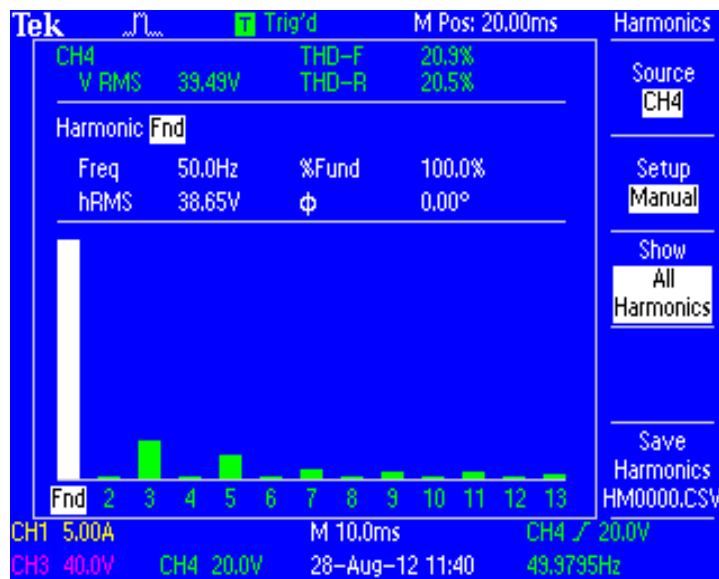 Tek T Trig'd M Pos: 20.00ms Harmonics
CH4 THD-F 20.9%
V RMS 39.49V THD-R 20.5%
Source
CH4
Harmonic Fnd
Freq 50.0Hz %Fund 100.0%
hRMS 38.65V ϕ 0.00°
Setup
Manual
Show
All
Harmonics
Save
Harmonics
HM0000.CSV
Fnd 2 3 4 5 6 7 8 9 10 11 12 13
CH1 5.00A M 10.0ms CH4 20.0V
CH3 40.0V CH4 20.0V 28-Aug-12 11:40 49.9795Hz